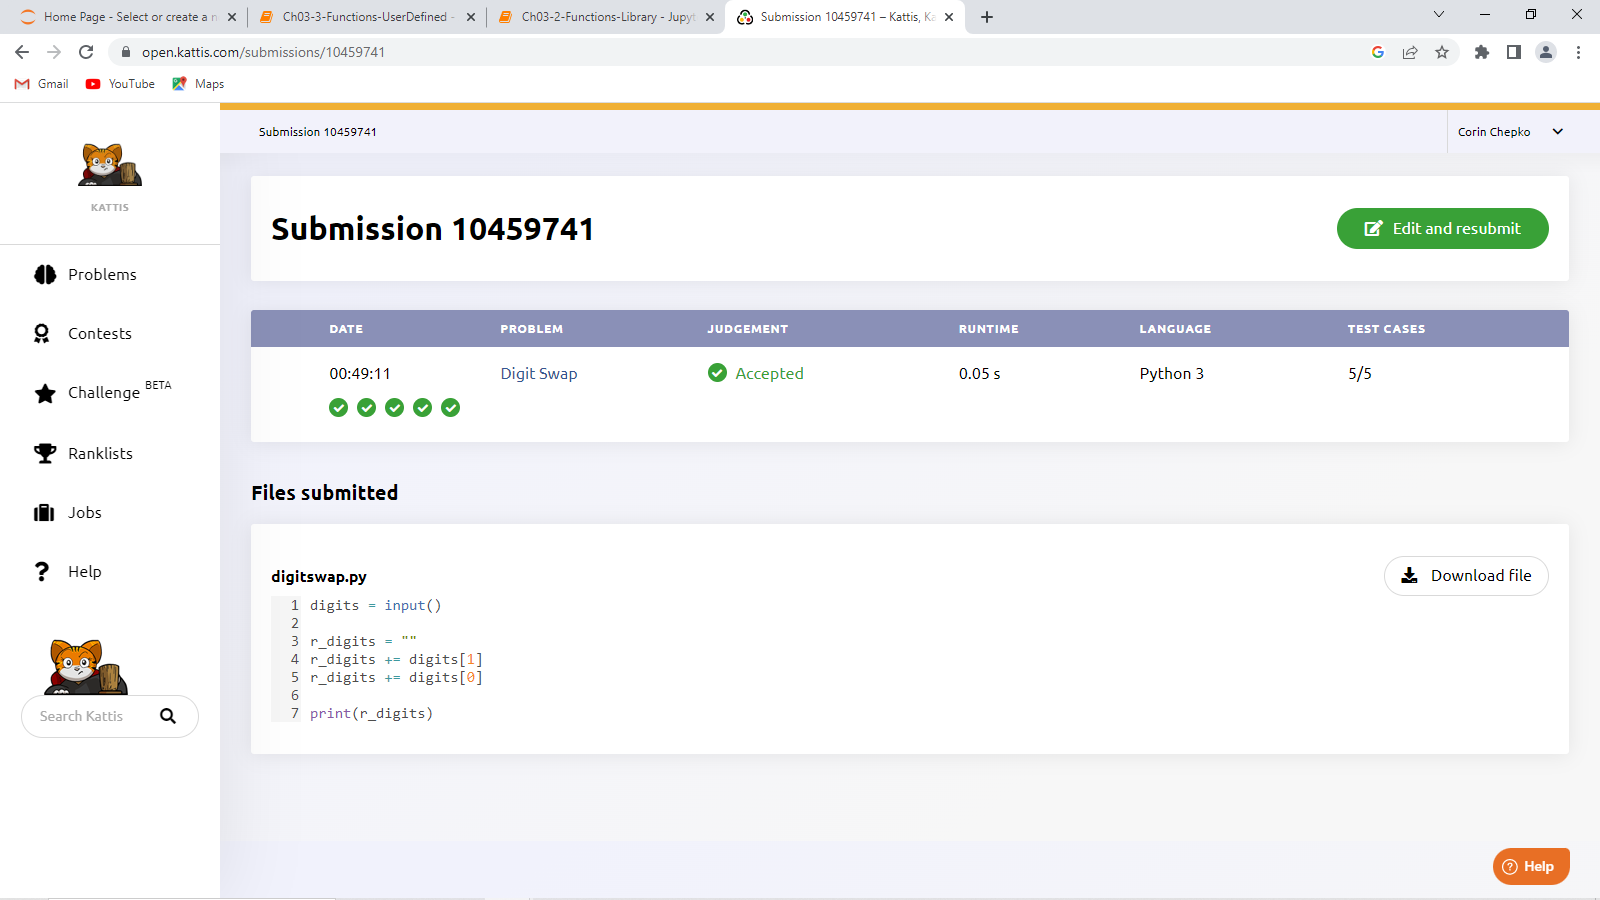 Home Page - Select or create a n
Ch03-3-Functions-UserDefined -
Ch03-2-Functions-Library - Jupyt
Submission 10459741 – Kattis, Ka
open.kattis.com/submissions/10459741
Gmail
YouTube
Maps
Submission 10459741
Corin Chepko
KATTIS
Submission 10459741
Edit and resubmit
Problems
Contests
Challenge BETA
Ranklists
Jobs
Help
Search Kattis
DATE PROBLEM JUDGEMENT RUNTIME LANGUAGE TEST CASES
00:49:11 Digit Swap Accepted 0.05 s Python 3 5/5
Files submitted
digitswap.py
Download file
1 digits = input()
2
3 r_digits = ""
4 r_digits += digits[1]
5 r_digits += digits[0]
6
7 print(r_digits)
Help